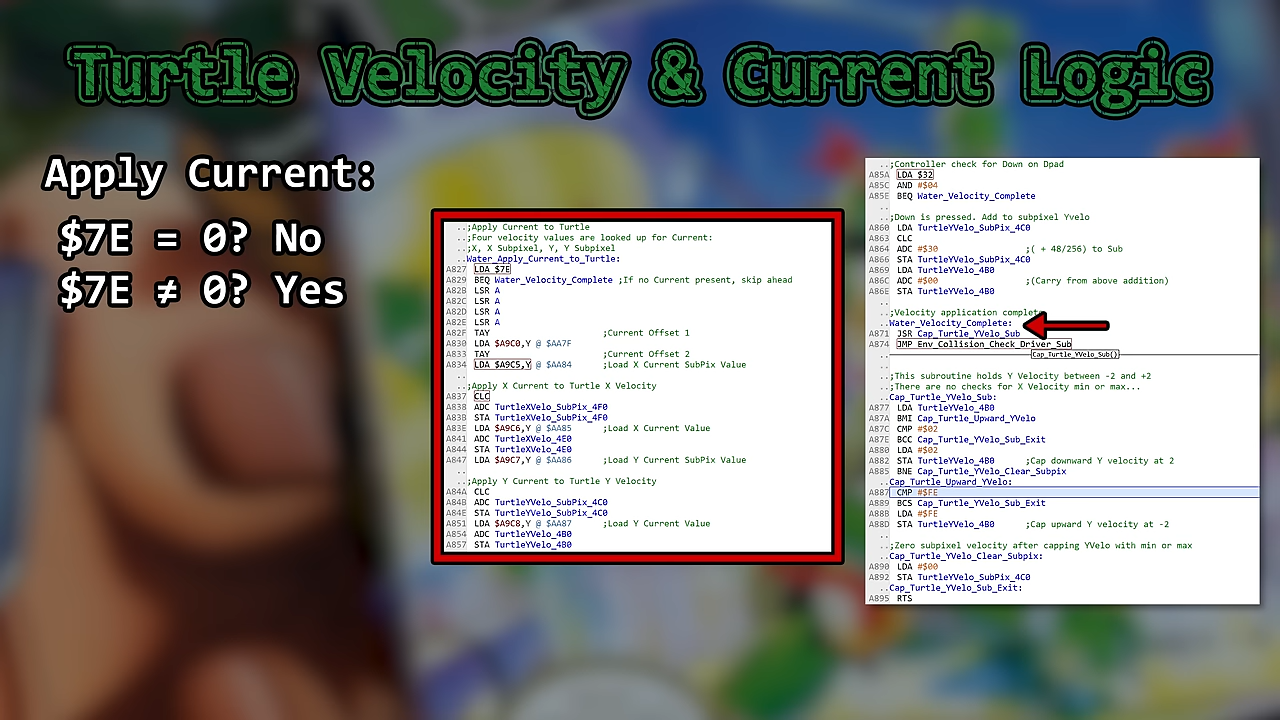 Turtle Velocity & Current Logic
Apply Current:
$7E = 0? No
$7E ≠ 0? Yes
..;Apply Current to Turtle
..;Four velocity values are looked up for Current:
..;X, X Subpixel, Y, Y Subpixel
..Water_Apply_Current_to_Turtle:
A827 LDA $7E
A829 BEQ Water_Velocity_Complete ;If no Current present, skip ahead
A82B LSR A
A82C LSR A
A82D LSR A
A82E LSR A
A82F TAY ;Current Offset 1
A830 LDA $A9C0,Y @ $AA7F
A833 TAY ;Current Offset 2
A834 LDA $A9C5,Y @ $AA84 ;Load X Current SubPix Value
..
..;Apply X Current to Turtle X Velocity
A837 CLC
A838 ADC TurtleXVelo_SubPix_4F0
A83B STA TurtleXVelo_SubPix_4F0
A83E LDA $A9C6,Y @ $AA85 ;Load X Current Value
A841 ADC TurtleXVelo_4E0
A844 STA TurtleXVelo_4E0
A847 LDA $A9C7,Y @ $AA86 ;Load Y Current SubPix Value
..
..;Apply Y Current to Turtle Y Velocity
A84A CLC
A84B ADC TurtleYVelo_SubPix_4C0
A84E STA TurtleYVelo_SubPix_4C0
A851 LDA $A9C8,Y @ $AA87 ;Load Y Current Value
A854 ADC TurtleYVelo_4B0
A857 STA TurtleYVelo_4B0
..;Controller check for Down on Dpad
A85A LDA $32
A85C AND #$04
A85E BEQ Water_Velocity_Complete
..
..;Down is pressed. Add to subpixel Yvelo
A860 LDA TurtleYVelo_SubPix_4C0
A863 CLC
A864 ADC #$30 ;( + 48/256) to Sub
A866 STA TurtleYVelo_SubPix_4C0
A869 LDA TurtleYVelo_4B0
A86C ADC #$00 ;(Carry from above addition)
A86E STA TurtleYVelo_4B0
..
..;Velocity application complete
..Water_Velocity_Complete:
A871 JSR Cap_Turtle_YVelo_Sub
A874 JMP Env_Collision_Check_Driver_Sub
.. Cap_Turtle_YVelo_Sub()
..
..;This subroutine holds Y Velocity between -2 and +2
..;There are no checks for X Velocity min or max...
..Cap_Turtle_YVelo_Sub:
A877 LDA TurtleYVelo_4B0
A87A BMI Cap_Turtle_Upward_YVelo
A87C CMP #$02
A87E BCC Cap_Turtle_YVelo_Sub_Exit
A880 LDA #$02
A882 STA TurtleYVelo_4B0 ;Cap downward Y velocity at 2
A885 BNE Cap_Turtle_YVelo_Clear_Subpix
..Cap_Turtle_Upward_YVelo:
A887 CMP #$FE
A889 BCS Cap_Turtle_YVelo_Sub_Exit
A88B LDA #$FE
A88D STA TurtleYVelo_4B0 ;Cap upward Y velocity at -2
..
..;Zero subpixel velocity after capping YVelo with min or max
..Cap_Turtle_YVelo_Clear_Subpix:
A890 LDA #$00
A892 STA TurtleYVelo_SubPix_4C0
..Cap_Turtle_YVelo_Sub_Exit:
A895 RTS